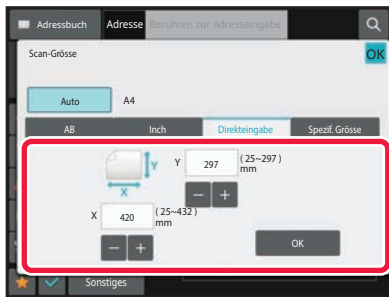 Adressbuch Adresse Berühren zur Adresseingabe
Scan-Grösse OK
Auto A4
AB Inch Direkteingabe Spezif. Grösse
Y Y 297 (25~297) mm
X
X 420 (25~432) mm
OK
Sonstiges